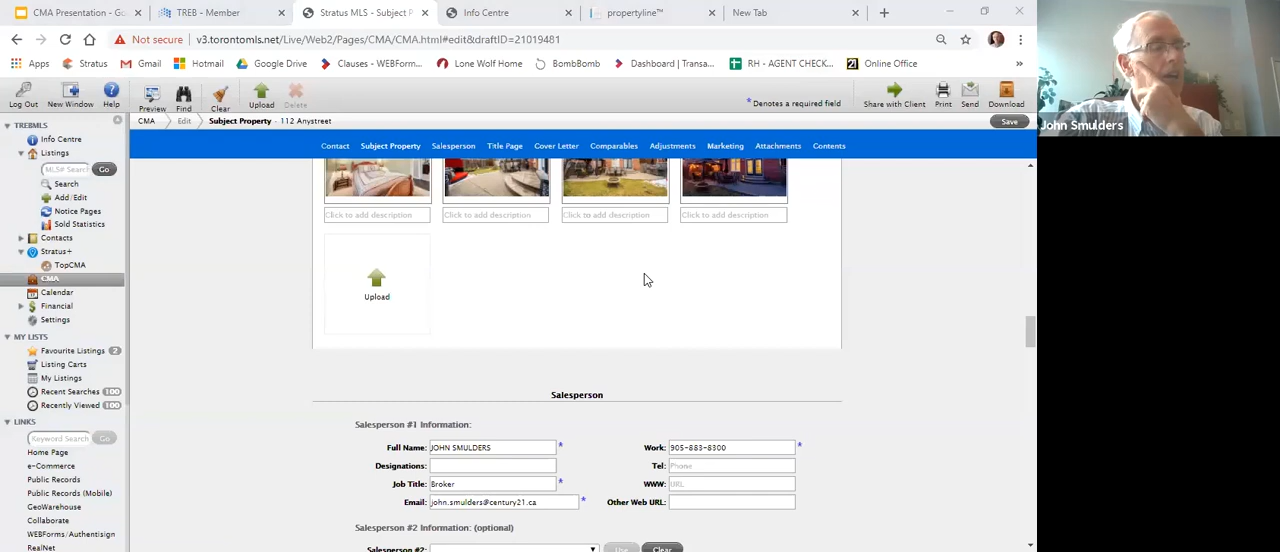 CMA Presentation - Go
TREB - Member
Stratus MLS - Subject P
Info Centre
propertyline™
New Tab
Not secure
v3.torontomls.net/Live/Web2/Pages/CMA/CMA.html#edit&draftID=21019481
Apps
Stratus
Gmail
Hotmail
Google Drive
Clauses - WEBForm...
Lone Wolf Home
BombBomb
Dashboard | Transa...
RH - AGENT CHECK...
Online Office
Log Out
New Window
Help
Preview
Find
Clear
Upload
Delete
* Denotes a required field
Share with Client
Print
Send
Download
TREBMLS
CMA
Edit
Subject Property - 112 Anystreet
Save
Info Centre
Listings
MLS# Search
Go
Search
Add/Edit
Notice Pages
Sold Statistics
Contacts
Stratus+
TopCMA
CMA
Calendar
Financial
Settings
MY LISTS
Favourite Listings 2
Listing Carts
My Listings
Recent Searches 100
Recently Viewed 100
LINKS
Keyword Search
Go
Home Page
e-Commerce
Public Records
Public Records (Mobile)
GeoWarehouse
Collaborate
WEBForms/Authentisign
RealNet
Contact
Subject Property
Salesperson
Title Page
Cover Letter
Comparables
Adjustments
Marketing
Attachments
Contents
Click to add description
Click to add description
Click to add description
Click to add description
Upload
Salesperson
Salesperson #1 Information:
Full Name: JOHN SMULDERS *
Work: 905-883-8300 *
Designations:
Tel: Phone
Job Title: Broker *
WWW: URL
Email: john.smulders@century21.ca *
Other Web URL:
Salesperson #2 Information: (optional)
Salesperson #2:
Use
Clear
John Smulders